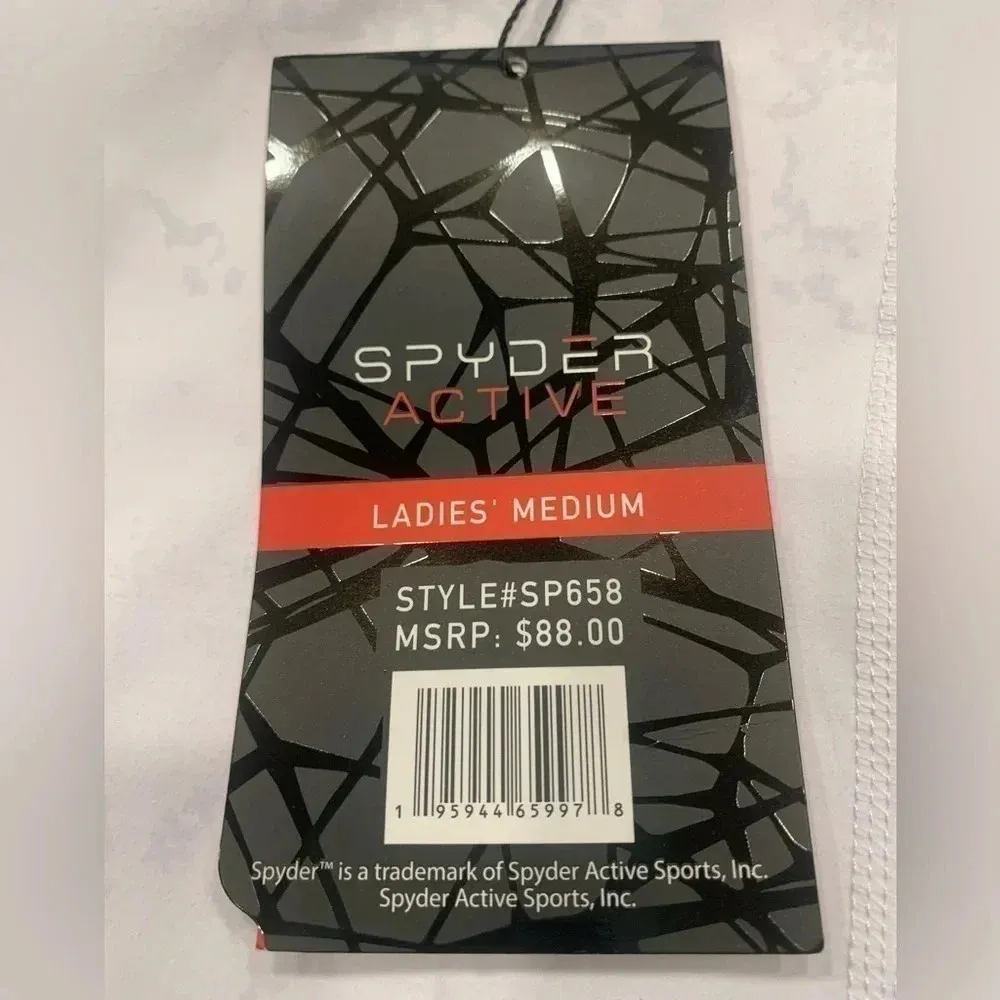 SPYDER
ACTIVE
LADIES' MEDIUM
STYLE#SP658
MSRP: $88.00
1 95944 65997 8
Spyder™ is a trademark of Spyder Active Sports, Inc.
Spyder Active Sports, Inc.